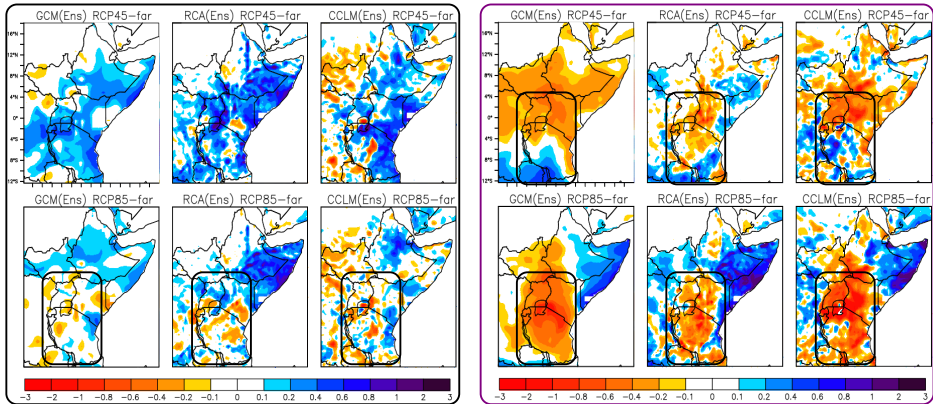 GCM(Ens) RCP45-far RCA(Ens) RCP45-far CCLM(Ens) RCP45-far
16°N
12°N
8°N
4°N
0°
4°S
8°S
12°S
GCM(Ens) RCP85-far RCA(Ens) RCP85-far CCLM(Ens) RCP85-far
-3 -2 -1 -0.8 -0.6 -0.4 -0.2 -0.1 0 0.1 0.2 0.4 0.6 0.8 1 2 3
GCM(Ens) RCP45-far RCA(Ens) RCP45-far CCLM(Ens) RCP45-far
16°N
12°N
8°N
4°N
0°
4°S
8°S
12°S
GCM(Ens) RCP85-far RCA(Ens) RCP85-far CCLM(Ens) RCP85-far
-3 -2 -1 -0.8 -0.6 -0.4 -0.2 -0.1 0 0.1 0.2 0.4 0.6 0.8 1 2 3